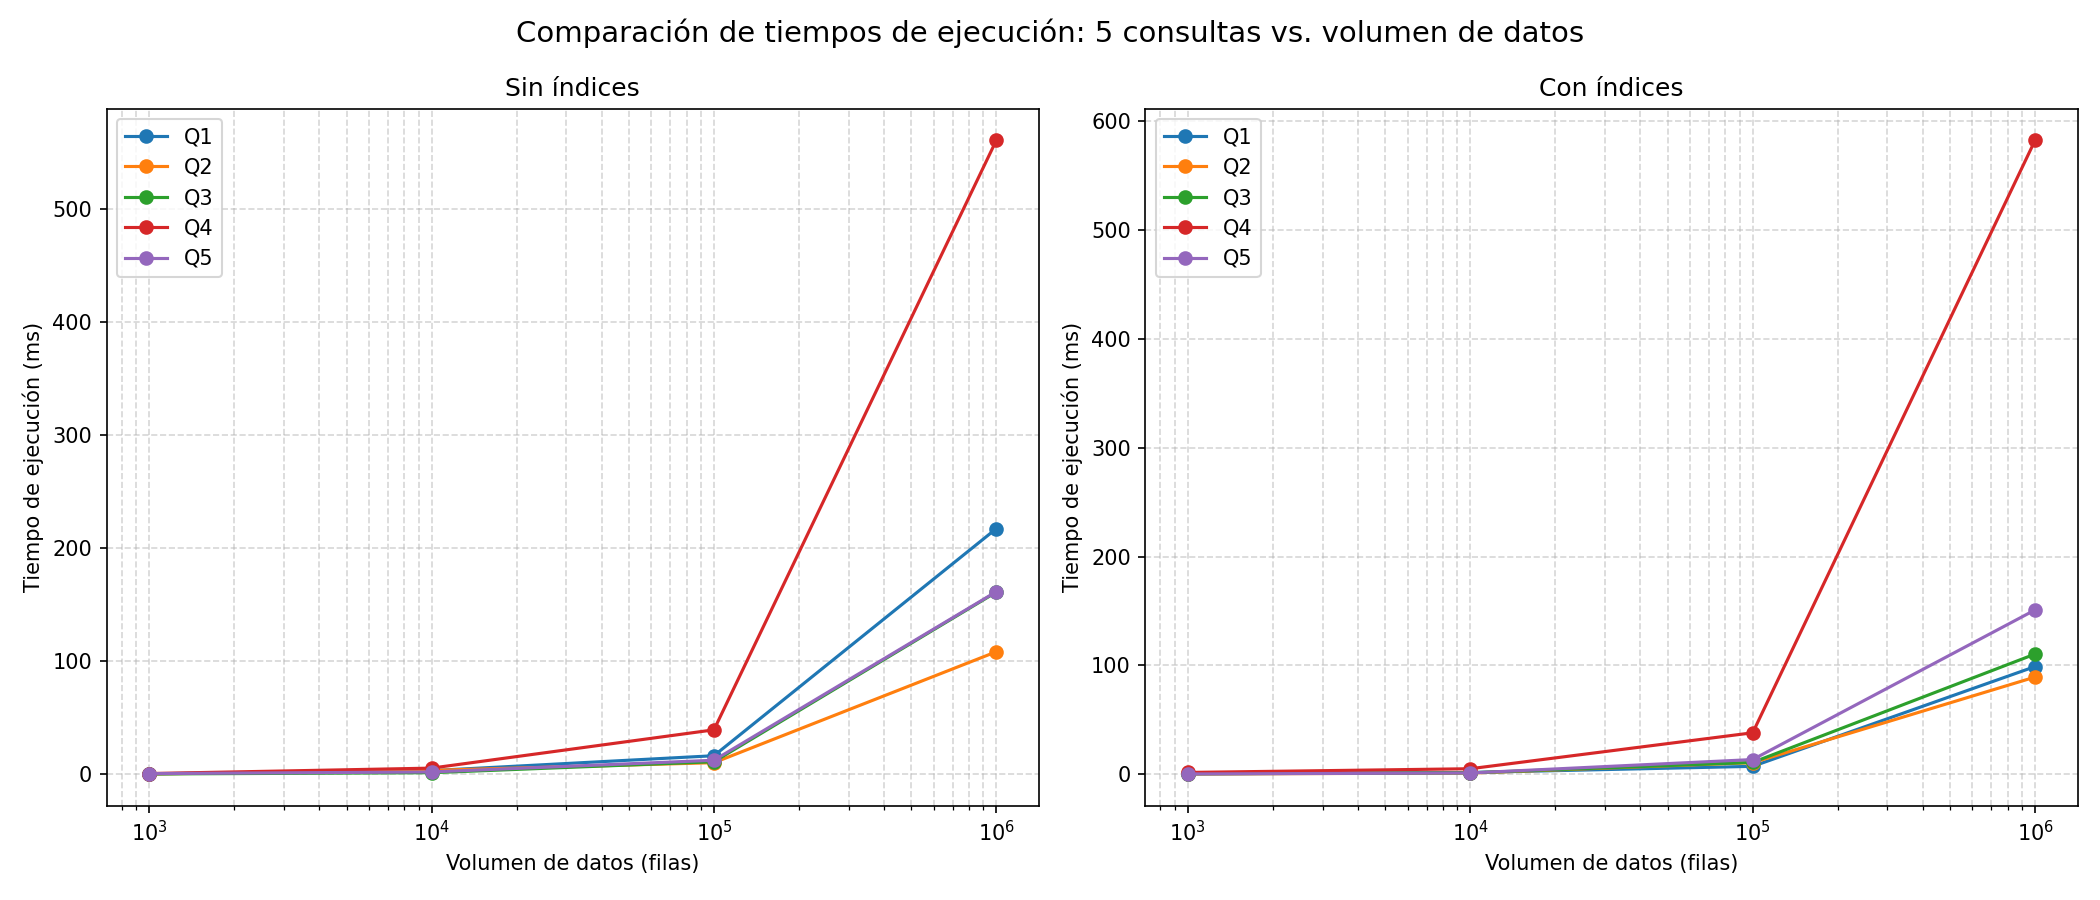 Comparación de tiempos de ejecución: 5 consultas vs. volumen de datos
Sin índices
Q1
Q2
Q3
Q4
Q5
500
400
300
200
100
0
Tiempo de ejecución (ms)
10³
10⁴
10⁵
10⁶
Volumen de datos (filas)
Con índices
Q1
Q2
Q3
Q4
Q5
600
500
400
300
200
100
0
Tiempo de ejecución (ms)
10³
10⁴
10⁵
10⁶
Volumen de datos (filas)